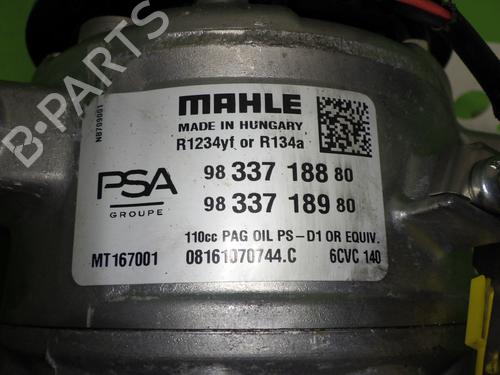 MAHLE
MADE IN HUNGARY
R1234yf or R134a
98 337 188 80
98 337 189 80
PSA
GROUPE
110cc PAG OIL PS-D1 OR EQUIV.
MT167001 08161070744.C 6CVC 140
N8709001
B-PARTS